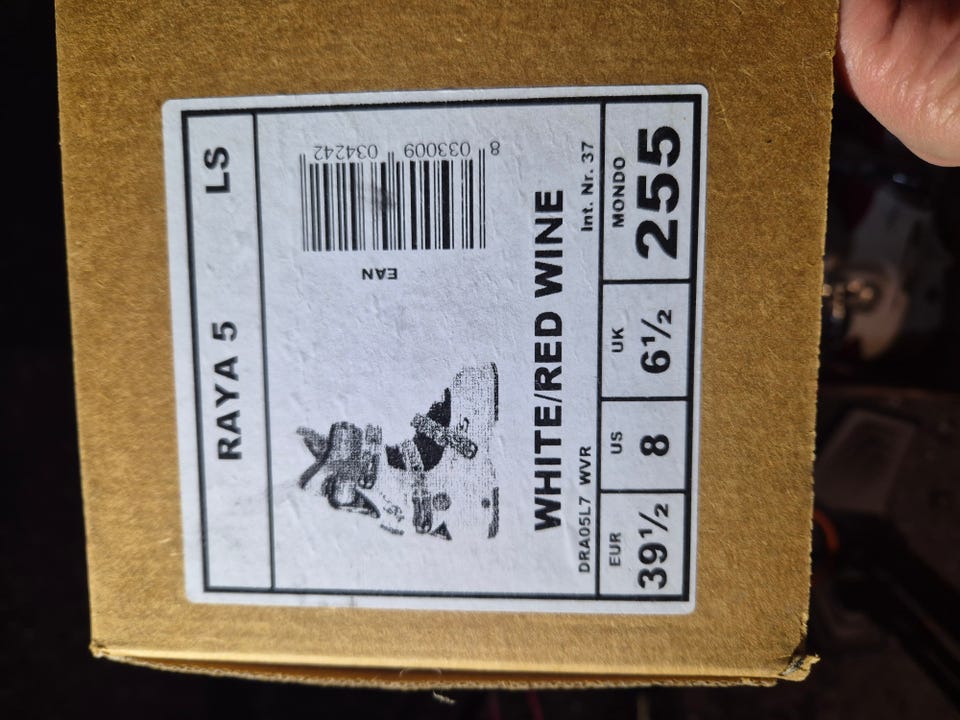 RAYA 5 LS
EAN
8 033009 034242
WHITE/RED WINE
DRA05L7 WVR Int. Nr. 37
EUR US UK MONDO
39½ 8 6½ 255